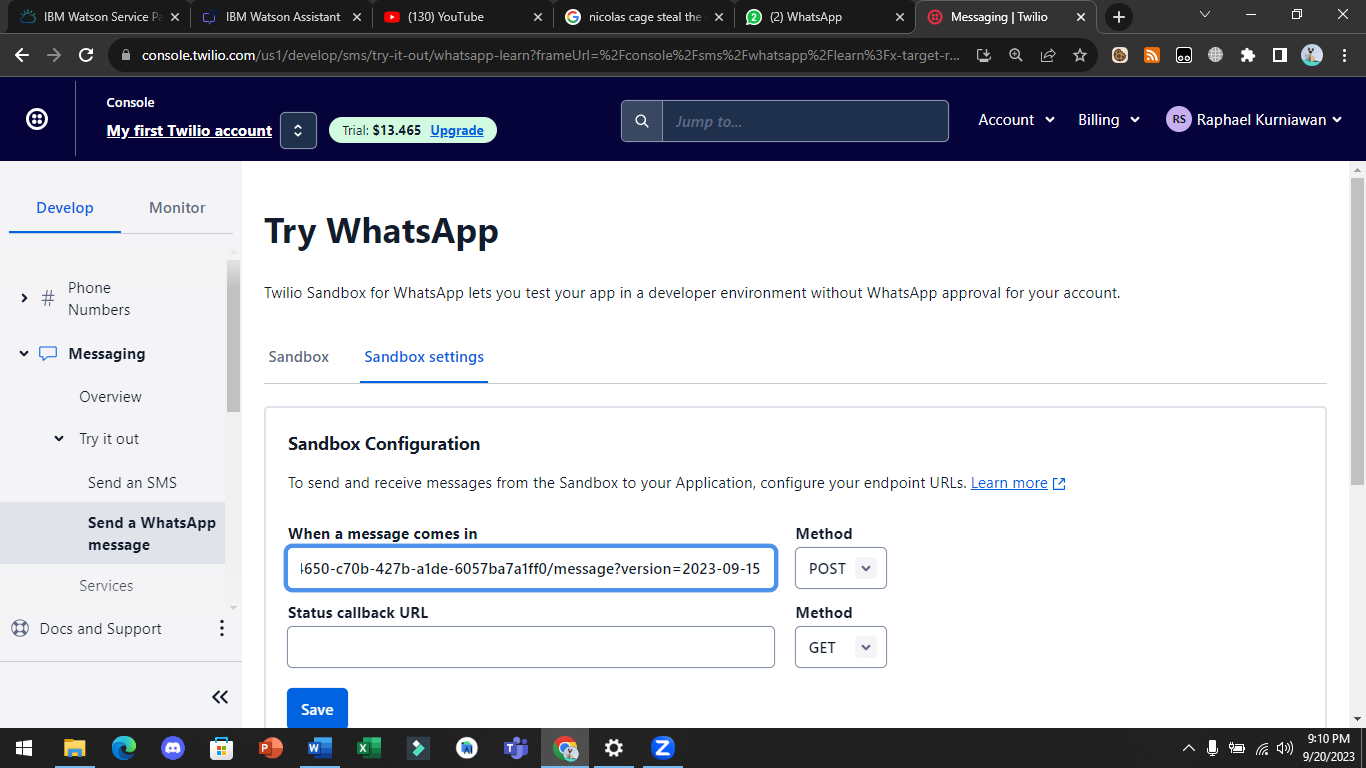 IBM Watson Service Pa
IBM Watson Assistant
(130) YouTube
nicolas cage steal the
(2) WhatsApp
Messaging | Twilio
console.twilio.com/us1/develop/sms/try-it-out/whatsapp-learn?frameUrl=%2Fconsole%2Fsms%2Fwhatsapp%2Flearn%3Fx-target-r...
Console
My first Twilio account
Trial: $13.465 Upgrade
Jump to...
Account
Billing
RS
Raphael Kurniawan
Develop
Monitor
Phone
Numbers
Messaging
Overview
Try it out
Send an SMS
Send a WhatsApp
message
Services
Docs and Support
Try WhatsApp
Twilio Sandbox for WhatsApp lets you test your app in a developer environment without WhatsApp approval for your account.
Sandbox
Sandbox settings
Sandbox Configuration
To send and receive messages from the Sandbox to your Application, configure your endpoint URLs. Learn more
When a message comes in
Method
4650-c70b-427b-a1de-6057ba7a1ff0/message?version=2023-09-15
POST
Status callback URL
Method
GET
Save
9:10 PM
9/20/2023